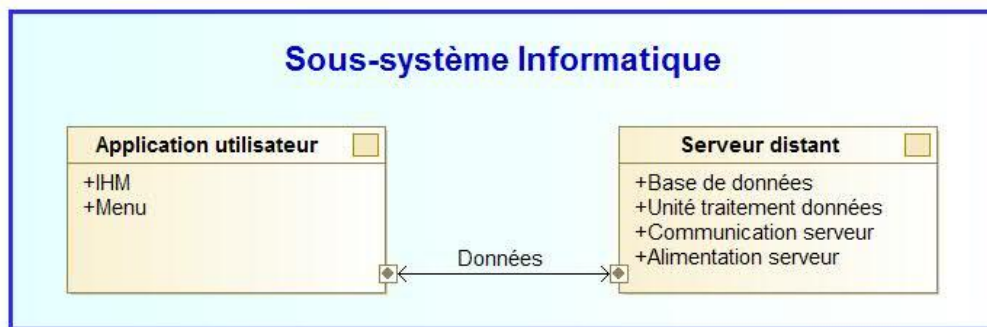 Sous-système Informatique
Application utilisateur
+IHM
+Menu
Données
Serveur distant
+Base de données
+Unité traitement données
+Communication serveur
+Alimentation serveur